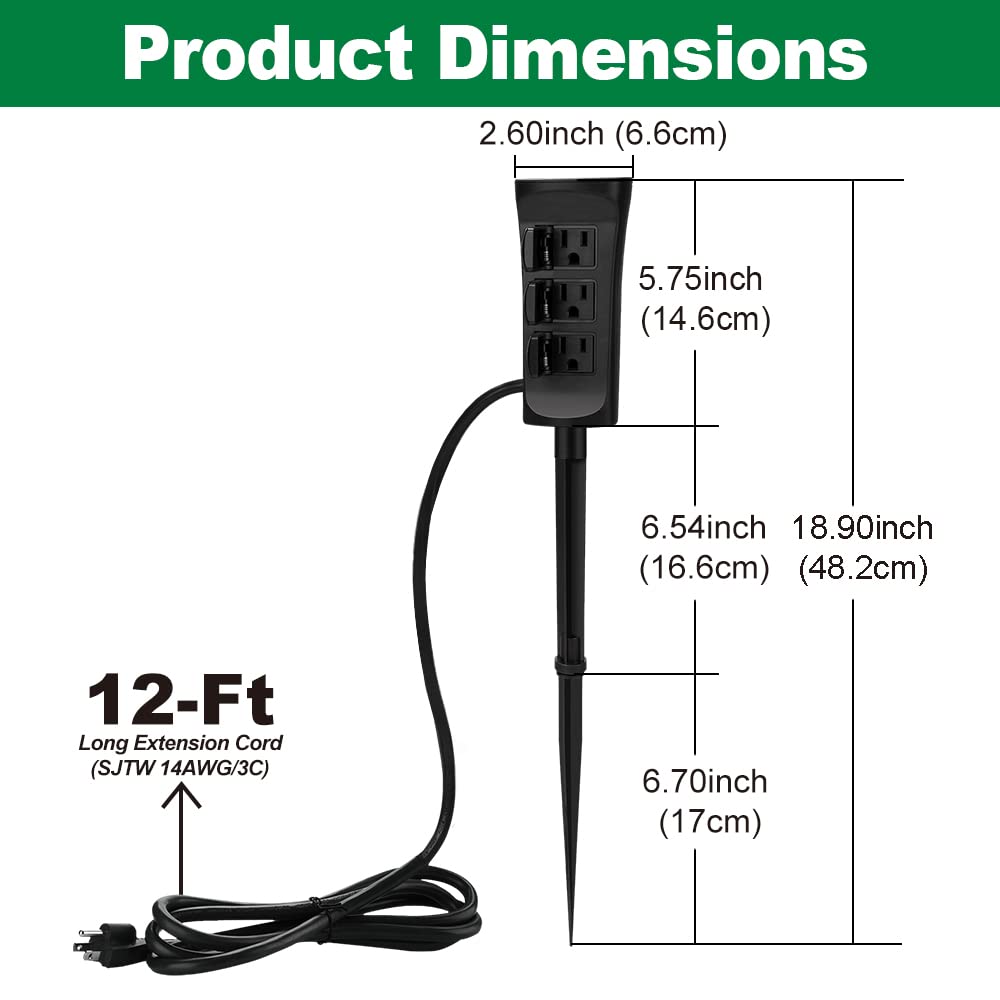 Product Dimensions
2.60inch (6.6cm)
5.75inch
(14.6cm)
6.54inch
(16.6cm)
18.90inch
(48.2cm)
12-Ft
Long Extension Cord
(SJTW 14AWG/3C)
6.70inch
(17cm)